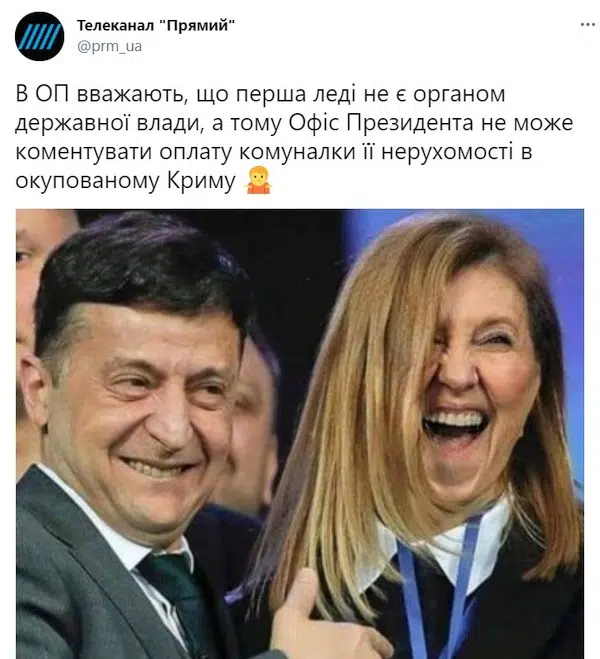 Телеканал "Прямий"
@prm_ua
В ОП вважають, що перша леді не є органом
державної влади, а тому Офіс Президента не може
коментувати оплату комуналки її нерухомості в
окупованому Криму 🤷